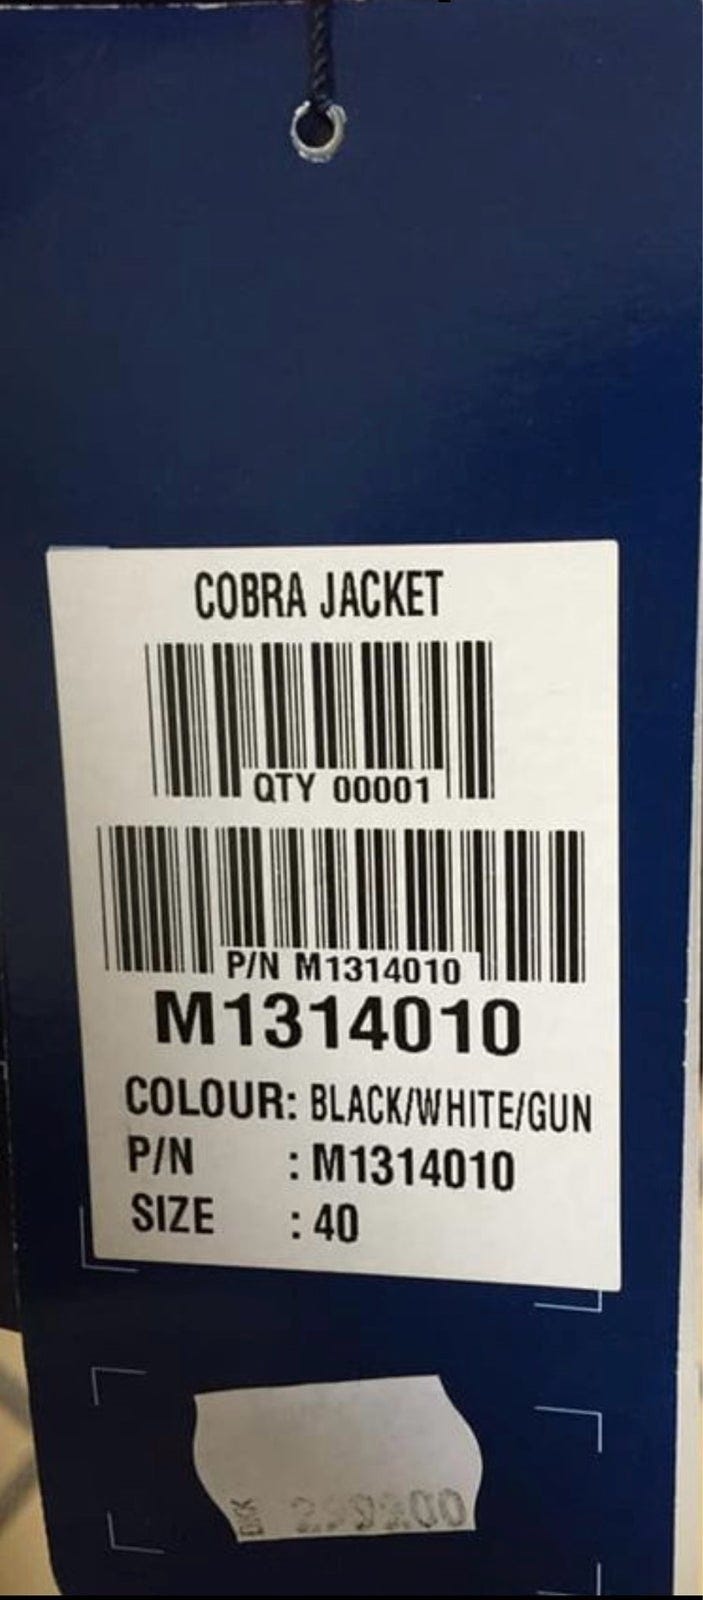 COBRA JACKET
QTY 00001
P/N M1314010
M1314010
COLOUR: BLACK/WHITE/GUN
P/N : M1314010
SIZE : 40